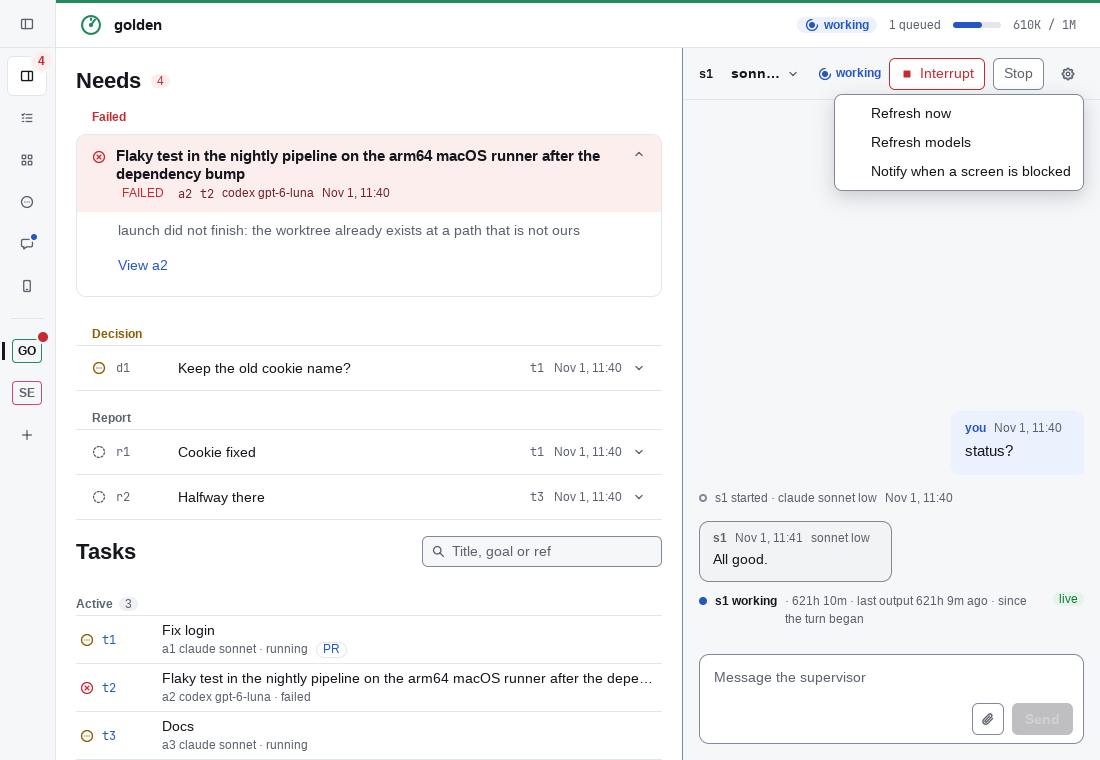 golden
working
1 queued
610K / 1M
4
GO
SE
Needs 4
Failed
Flaky test in the nightly pipeline on the arm64 macOS runner after the
dependency bump
FAILED a2 t2 codex gpt-6-luna Nov 1, 11:40
launch did not finish: the worktree already exists at a path that is not ours
View a2
Decision
d1 Keep the old cookie name? t1 Nov 1, 11:40
Report
r1 Cookie fixed t1 Nov 1, 11:40
r2 Halfway there t3 Nov 1, 11:40
Tasks
Title, goal or ref
Active 3
t1 Fix login
a1 claude sonnet · running PR
t2 Flaky test in the nightly pipeline on the arm64 macOS runner after the depe…
a2 codex gpt-6-luna · failed
t3 Docs
a3 claude sonnet · running
s1 sonn… working Interrupt Stop
Refresh now
Refresh models
Notify when a screen is blocked
you Nov 1, 11:40
status?
s1 started · claude sonnet low Nov 1, 11:40
s1 Nov 1, 11:41 sonnet low
All good.
s1 working · 621h 10m · last output 621h 9m ago · since live
the turn began
Message the supervisor
Send